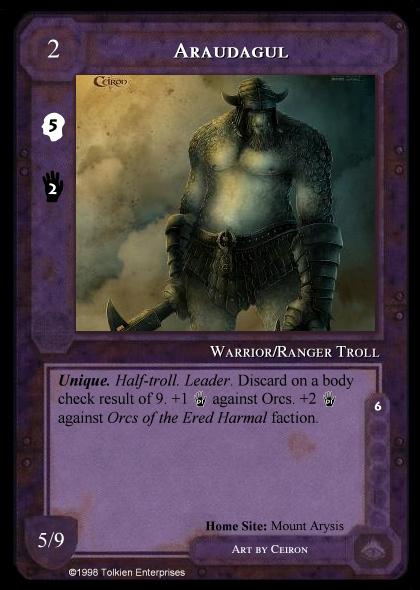 2
ARAUDAGUL
Ceiron
5
2
WARRIOR/RANGER TROLL
Unique. Half-troll. Leader. Discard on a body
check result of 9. +1 DI against Orcs. +2 DI
against Orcs of the Ered Harmal faction.
6
Home Site: Mount Arysis
5/9
ART BY CEIRON
©1998 Tolkien Enterprises